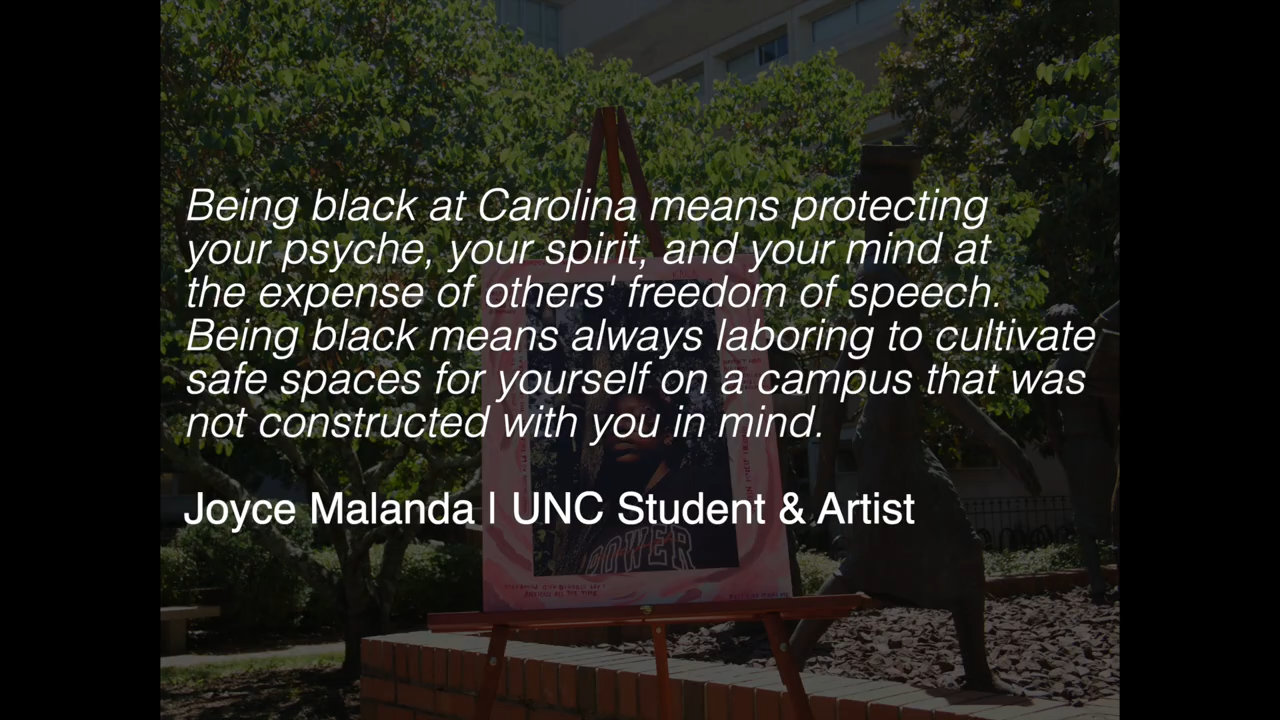 Being black at Carolina means protecting
your psyche, your spirit, and your mind at
the expense of others' freedom of speech.
Being black means always laboring to cultivate
safe spaces for yourself on a campus that was
not constructed with you in mind.
Joyce Malanda | UNC Student & Artist
POWER